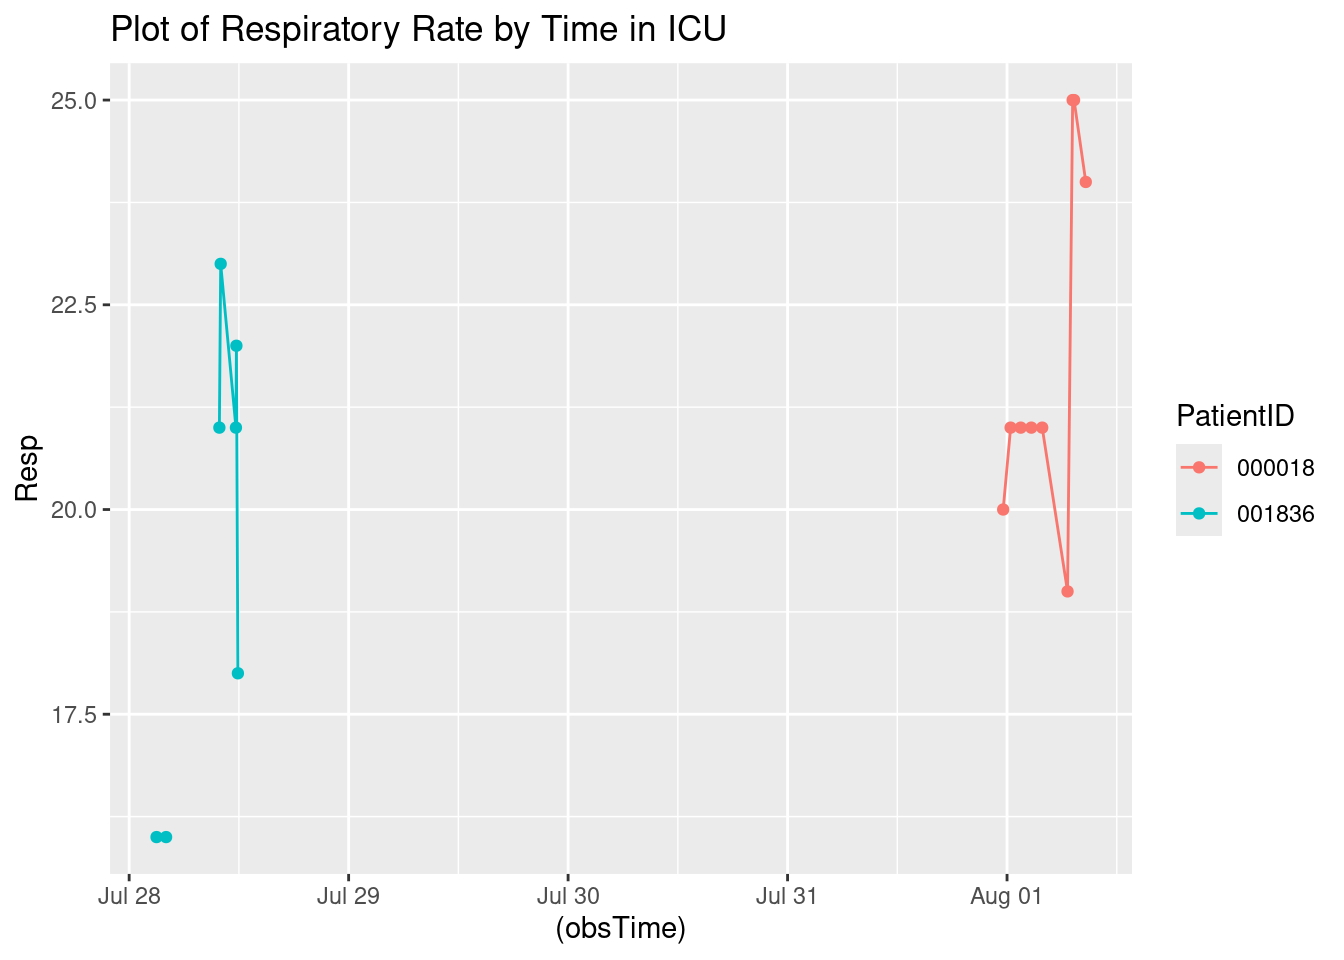 Plot of Respiratory Rate by Time in ICU
25.0
22.5
20.0
17.5
Resp
Jul 28 Jul 29 Jul 30 Jul 31 Aug 01
(obsTime)
PatientID
000018
001836